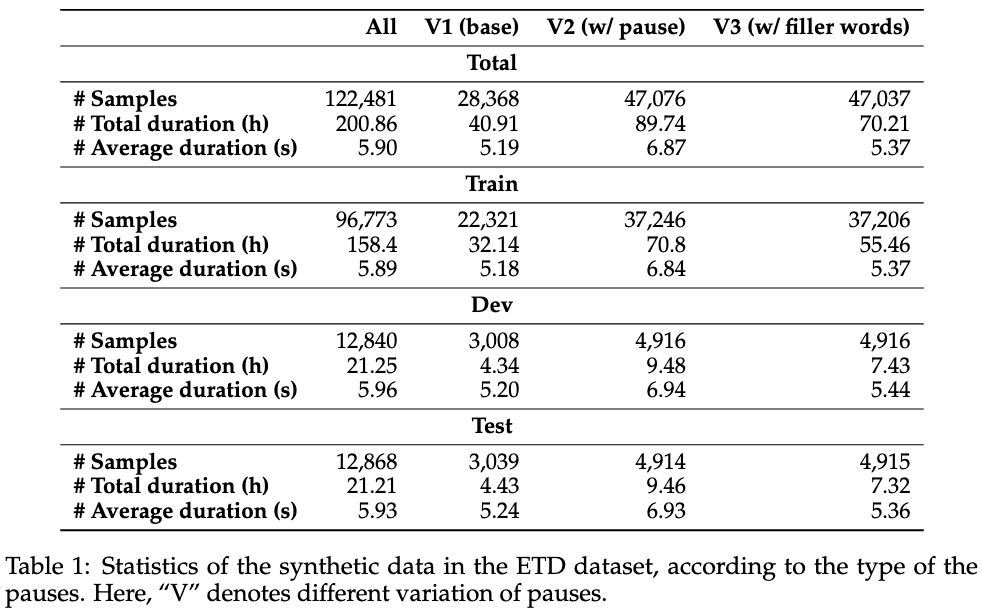 All V1 (base) V2 (w/ pause) V3 (w/ filler words)
Total
# Samples 122,481 28,368 47,076 47,037
# Total duration (h) 200.86 40.91 89.74 70.21
# Average duration (s) 5.90 5.19 6.87 5.37
Train
# Samples 96,773 22,321 37,246 37,206
# Total duration (h) 158.4 32.14 70.8 55.46
# Average duration (s) 5.89 5.18 6.84 5.37
Dev
# Samples 12,840 3,008 4,916 4,916
# Total duration (h) 21.25 4.34 9.48 7.43
# Average duration (s) 5.96 5.20 6.94 5.44
Test
# Samples 12,868 3,039 4,914 4,915
# Total duration (h) 21.21 4.43 9.46 7.32
# Average duration (s) 5.93 5.24 6.93 5.36
Table 1: Statistics of the synthetic data in the ETD dataset, according to the type of the
pauses. Here, “V” denotes different variation of pauses.